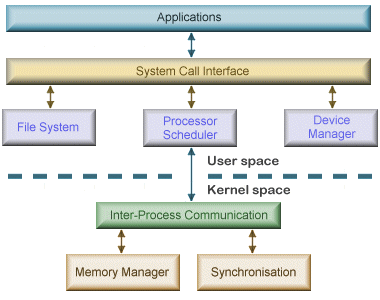 Applications
System Call Interface
File System
Processor
Scheduler
Device
Manager
User space
Kernel space
Inter-Process Communication
Memory Manager
Synchronisation